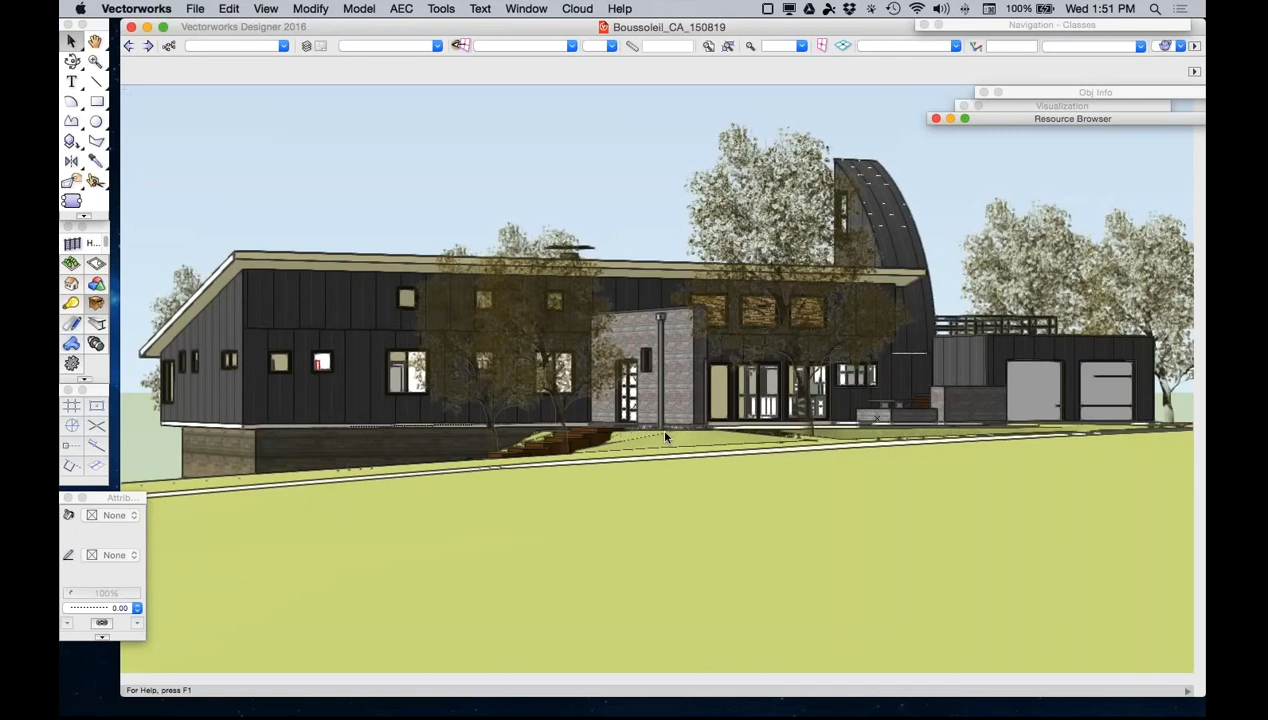 Vectorworks File Edit View Modify Model AEC Tools Text Window Cloud Help 100% Wed 1:51 PM
Vectorworks Designer 2016 Boussoleil_CA_150819 Navigation - Classes
Obj Info
Visualization
Resource Browser
T
H...
Attrib...
None
None
100%
0.00
For Help, press F1